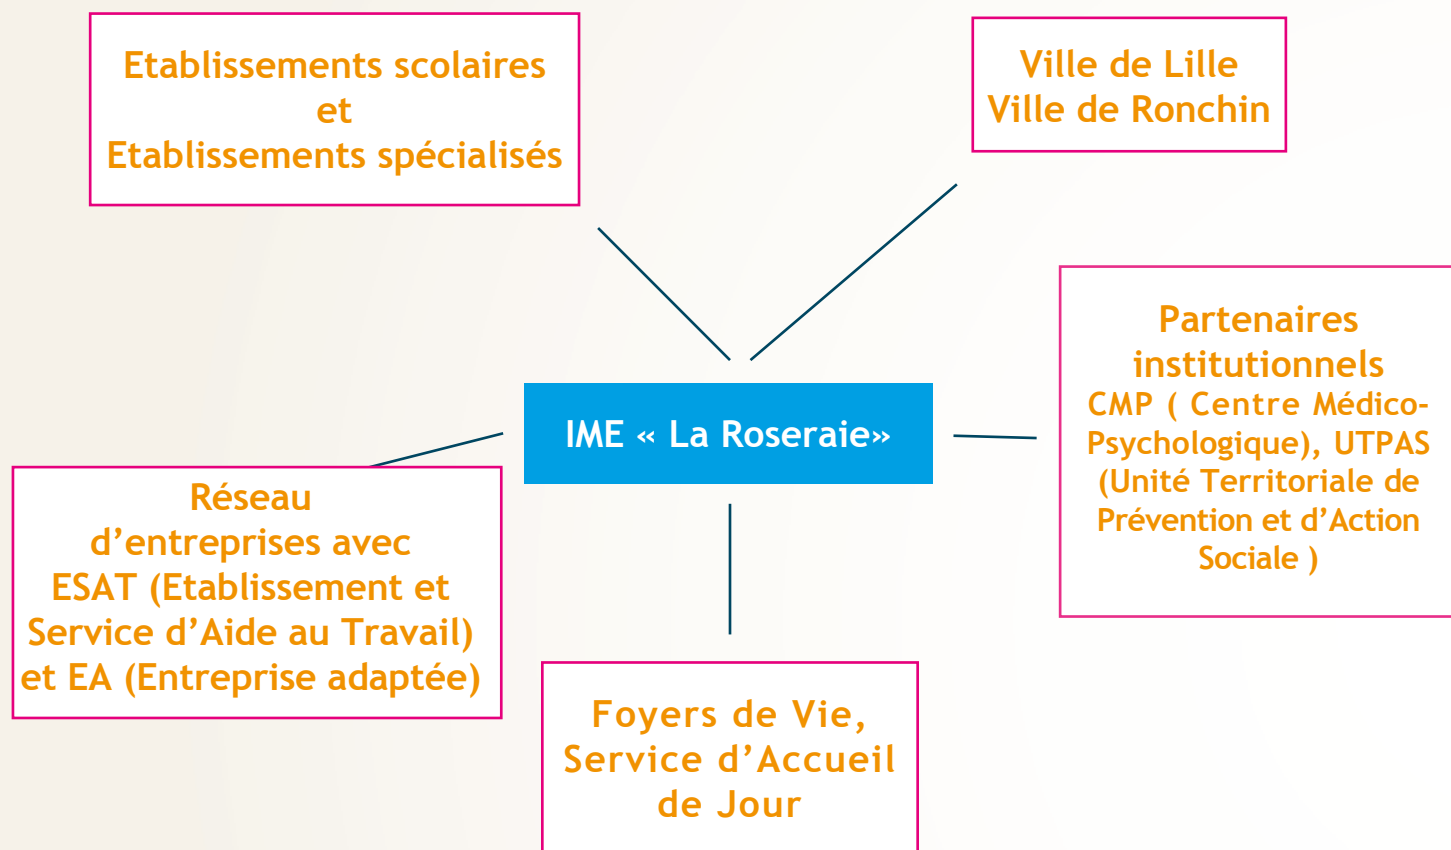 Etablissements scolaires
et
Etablissements spécialisés
Ville de Lille
Ville de Ronchin
Partenaires
institutionnels
CMP ( Centre Médico-
Psychologique), UTPAS
(Unité Territoriale de
Prévention et d’Action
Sociale )
IME « La Roseraie»
Réseau
d’entreprises avec
ESAT (Etablissement et
Service d’Aide au Travail)
et EA (Entreprise adaptée)
Foyers de Vie,
Service d’Accueil
de Jour